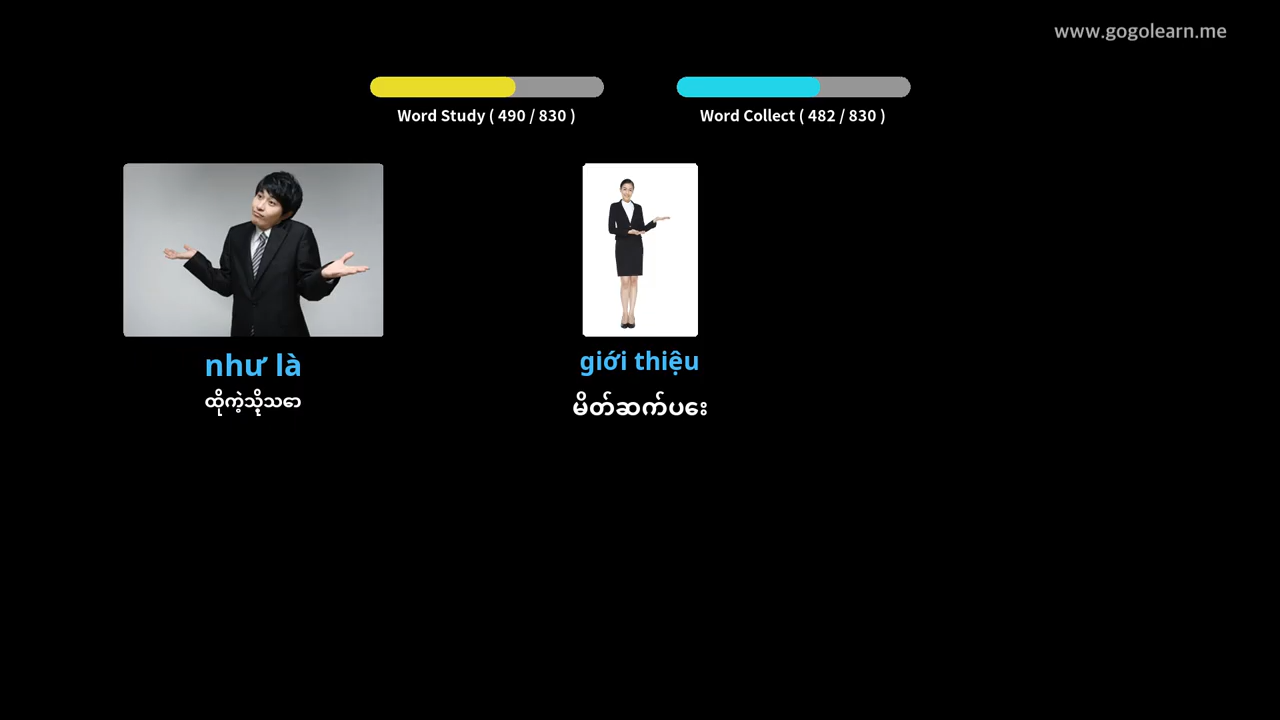 www.gogolearn.me
Word Study ( 490 / 830 )
Word Collect ( 482 / 830 )
như là
ထိုကဲ့သို့သော
giới thiệu
မိတ်ဆက်ပေး